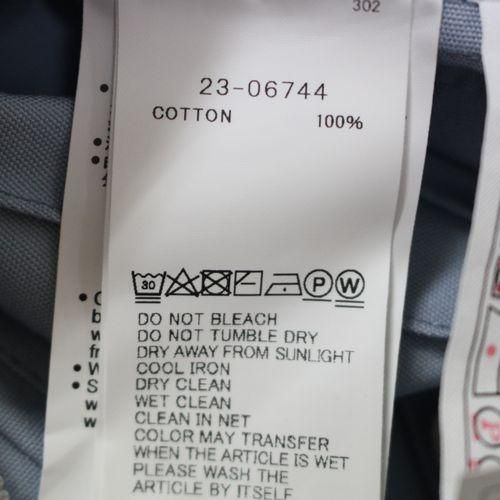 302
23-06744
COTTON 100%
30 P W
DO NOT BLEACH
DO NOT TUMBLE DRY
DRY AWAY FROM SUNLIGHT
COOL IRON
DRY CLEAN
WET CLEAN
CLEAN IN NET
COLOR MAY TRANSFER
WHEN THE ARTICLE IS WET
PLEASE WASH THE
ARTICLE BY ITSELF